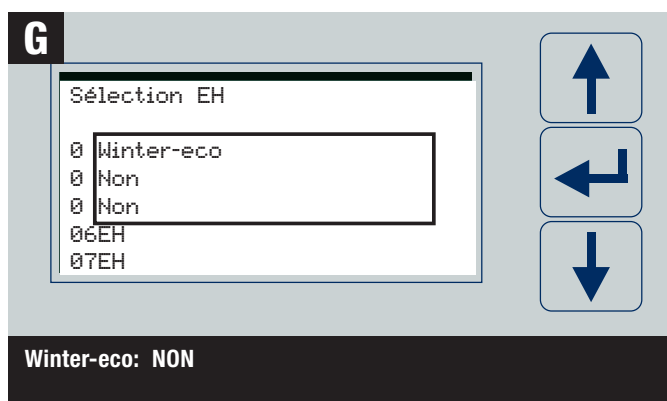 G
Sélection EH
0 Winter-eco
0 Non
0 Non
06EH
07EH
Winter-eco: NON